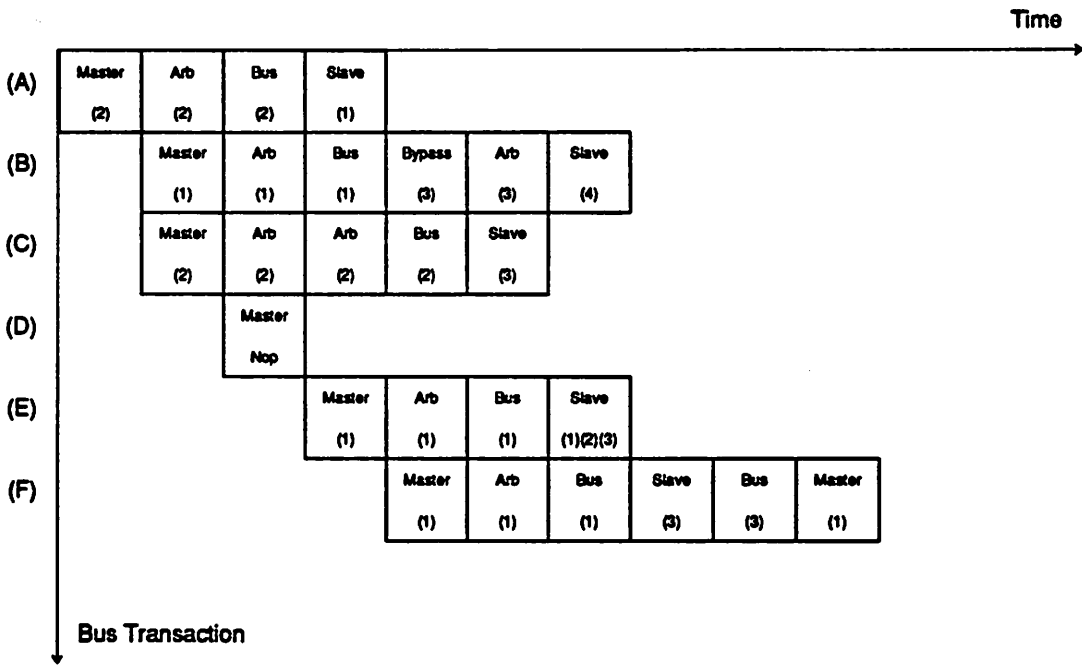 Time
(A)
Master Arb Bus Slave
(2) (2) (2) (1)
(B)
Master Arb Bus Bypass Arb Slave
(1) (1) (1) (3) (3) (4)
(C)
Master Arb Arb Bus Slave
(2) (2) (2) (2) (3)
(D)
Master
Nop
(E)
Master Arb Bus Slave
(1) (1) (1) (1)(2)(3)
(F)
Master Arb Bus Slave Bus Master
(1) (1) (1) (3) (3) (1)
Bus Transaction